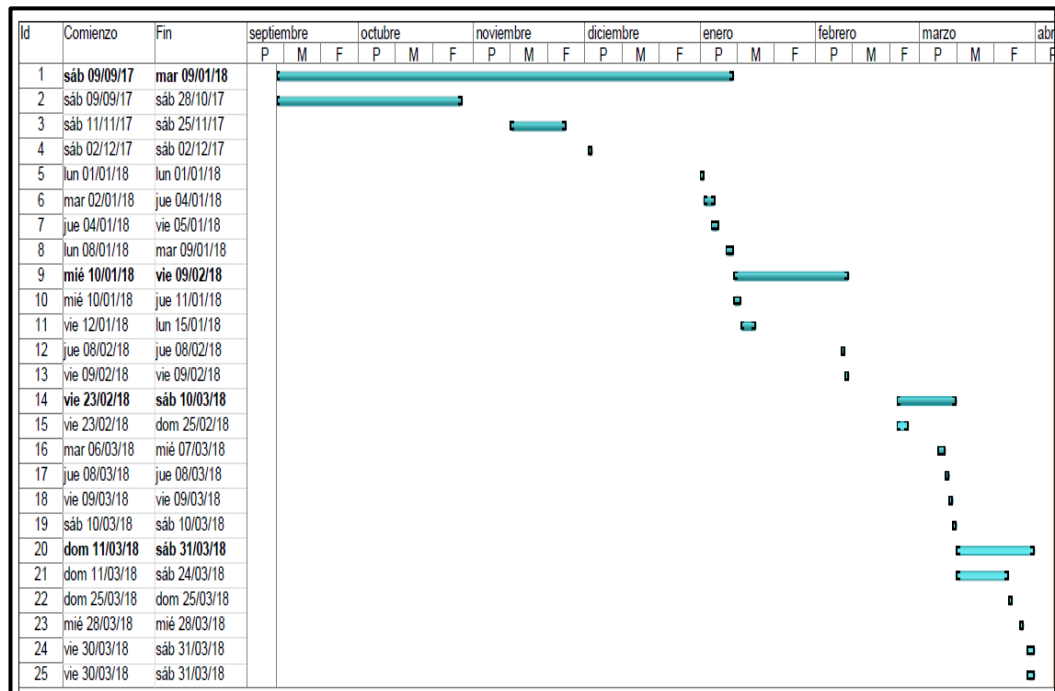 Id Comienzo Fin septiembre octubre noviembre diciembre enero febrero marzo abr
P M F P M F P M F P M F P M F P M F P M F P
1 sáb 09/09/17 mar 09/01/18
2 sáb 09/09/17 sáb 28/10/17
3 sáb 11/11/17 sáb 25/11/17
4 sáb 02/12/17 sáb 02/12/17
5 lun 01/01/18 lun 01/01/18
6 mar 02/01/18 jue 04/01/18
7 jue 04/01/18 vie 05/01/18
8 lun 08/01/18 mar 09/01/18
9 mié 10/01/18 vie 09/02/18
10 mié 10/01/18 jue 11/01/18
11 vie 12/01/18 lun 15/01/18
12 jue 08/02/18 jue 08/02/18
13 vie 09/02/18 vie 09/02/18
14 vie 23/02/18 sáb 10/03/18
15 vie 23/02/18 dom 25/02/18
16 mar 06/03/18 mié 07/03/18
17 jue 08/03/18 jue 08/03/18
18 vie 09/03/18 vie 09/03/18
19 sáb 10/03/18 sáb 10/03/18
20 dom 11/03/18 sáb 31/03/18
21 dom 11/03/18 sáb 24/03/18
22 dom 25/03/18 dom 25/03/18
23 mié 28/03/18 mié 28/03/18
24 vie 30/03/18 sáb 31/03/18
25 vie 30/03/18 sáb 31/03/18